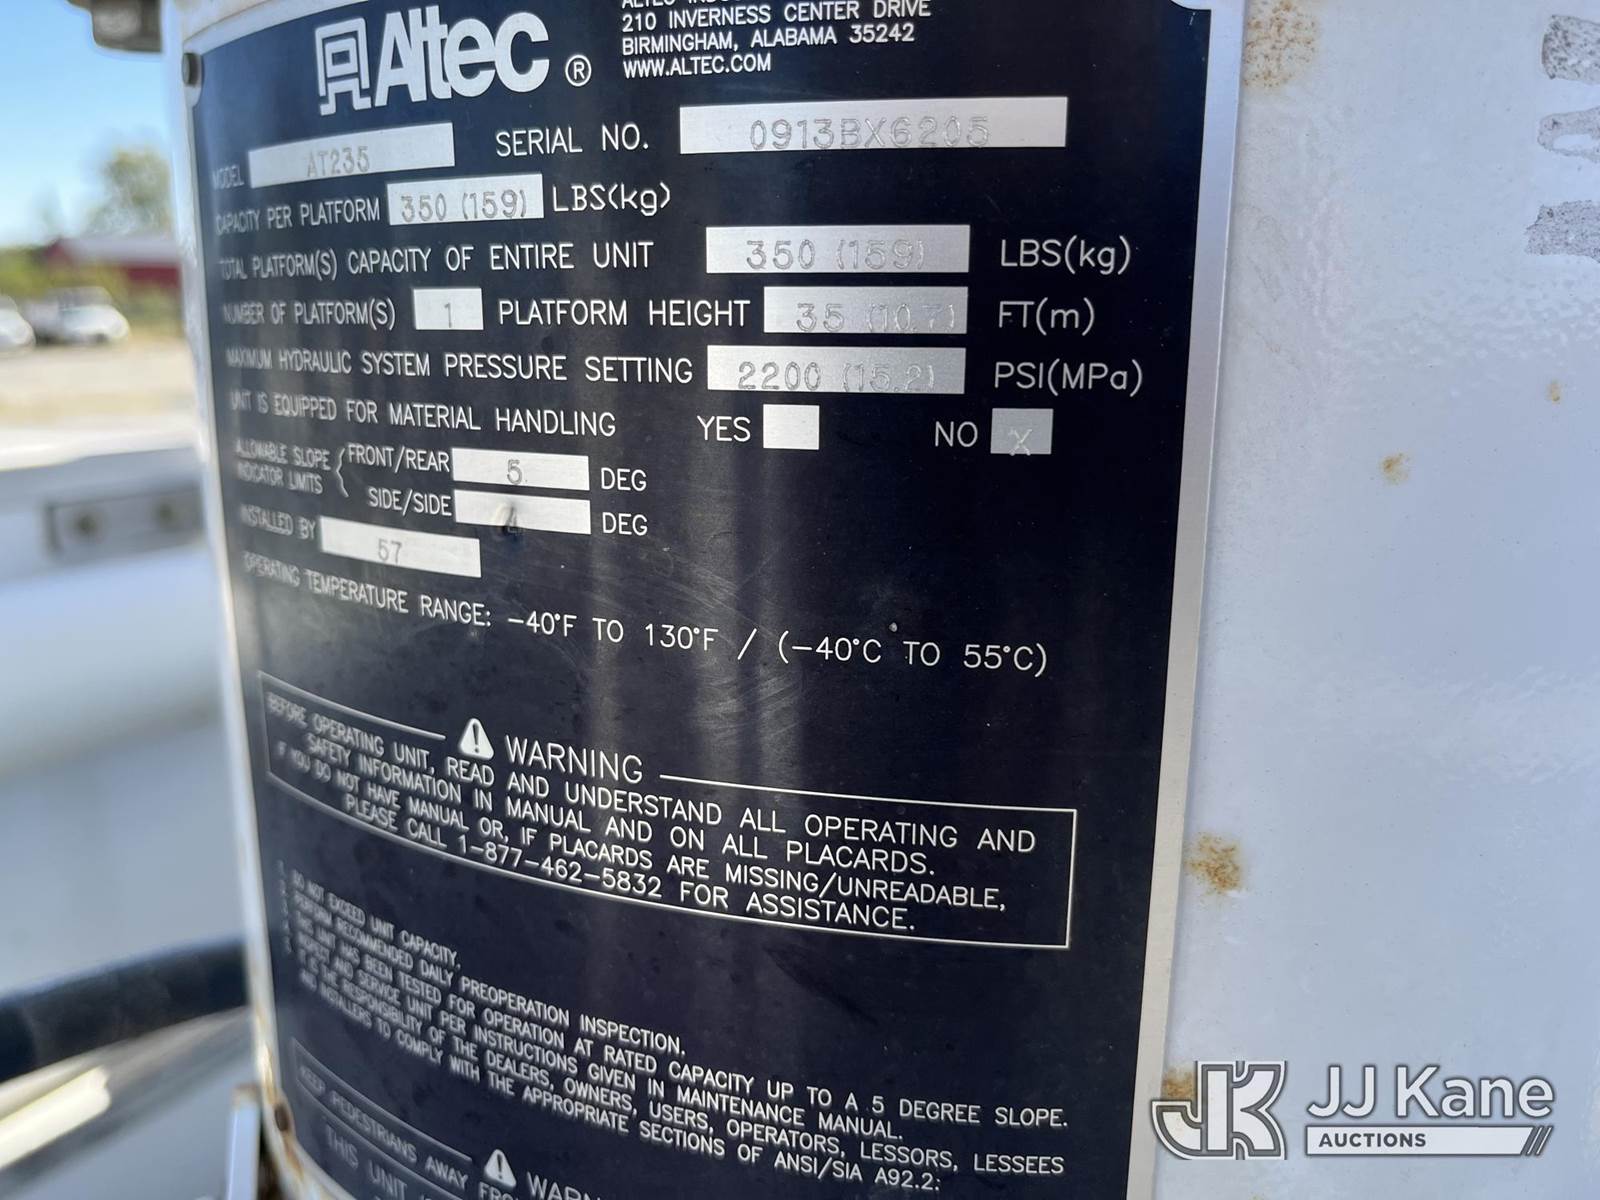 Altec ®
210 INVERNESS CENTER DRIVE
BIRMINGHAM, ALABAMA 35242
WWW.ALTEC.COM
MODEL AT235 SERIAL NO. 0913BX6205
CAPACITY PER PLATFORM 350 (159) LBS(kg)
TOTAL PLATFORM(S) CAPACITY OF ENTIRE UNIT 350 (159) LBS(kg)
NUMBER OF PLATFORM(S) 1 PLATFORM HEIGHT 35 (10.7) FT(m)
MAXIMUM HYDRAULIC SYSTEM PRESSURE SETTING 2200 (15.2) PSI(MPa)
UNIT IS EQUIPPED FOR MATERIAL HANDLING YES NO X
ALLOWABLE SLOPE INDICATOR LIMITS { FRONT/REAR 5 DEG
SIDE/SIDE 4 DEG
INSTALLED BY 57
OPERATING TEMPERATURE RANGE: -40°F TO 130°F / (-40°C TO 55°C)
WARNING
BEFORE OPERATING UNIT, READ AND UNDERSTAND ALL OPERATING AND
SAFETY INFORMATION IN MANUAL AND ON ALL PLACARDS.
IF YOU DO NOT HAVE MANUAL OR, IF PLACARDS ARE MISSING/UNREADABLE,
PLEASE CALL 1-877-462-5832 FOR ASSISTANCE.
DO NOT EXCEED UNIT CAPACITY.
PERFORM RECOMMENDED DAILY PREOPERATION INSPECTION.
THIS UNIT HAS BEEN TESTED FOR OPERATION AT RATED CAPACITY UP TO A 5 DEGREE SLOPE.
INSPECT AND SERVICE UNIT PER INSTRUCTIONS GIVEN IN MAINTENANCE MANUAL.
IT IS THE RESPONSIBILITY OF THE DEALERS, OWNERS, USERS, OPERATORS, LESSORS, LESSEES
AND INSTALLERS TO COMPLY WITH THE APPROPRIATE SECTIONS OF ANSI/SIA A92.2:
WARN
KEEP PEDESTRIANS AWAY FRO
THIS UNIT
JK JJ Kane
AUCTIONS